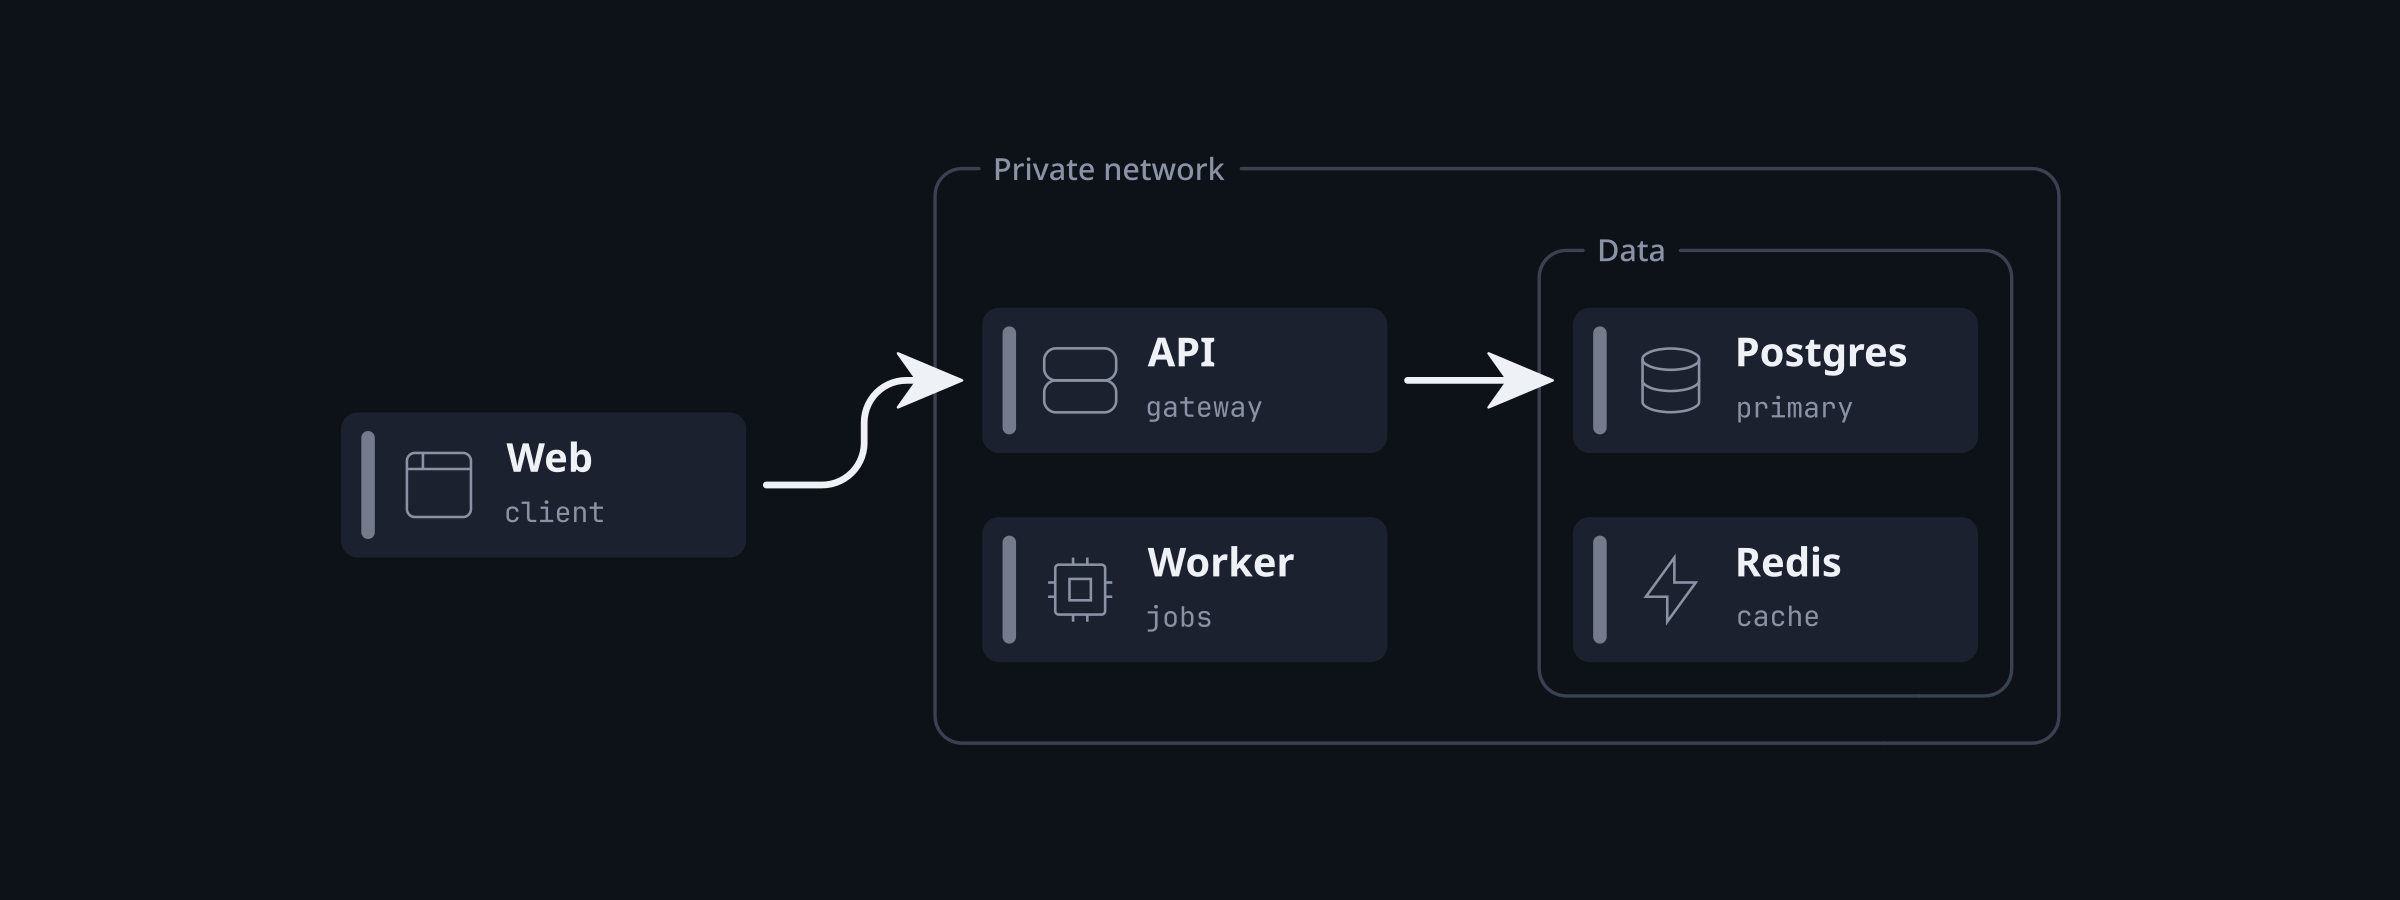 Private network
Data
API
gateway
Postgres
primary
Web
client
Worker
jobs
Redis
cache